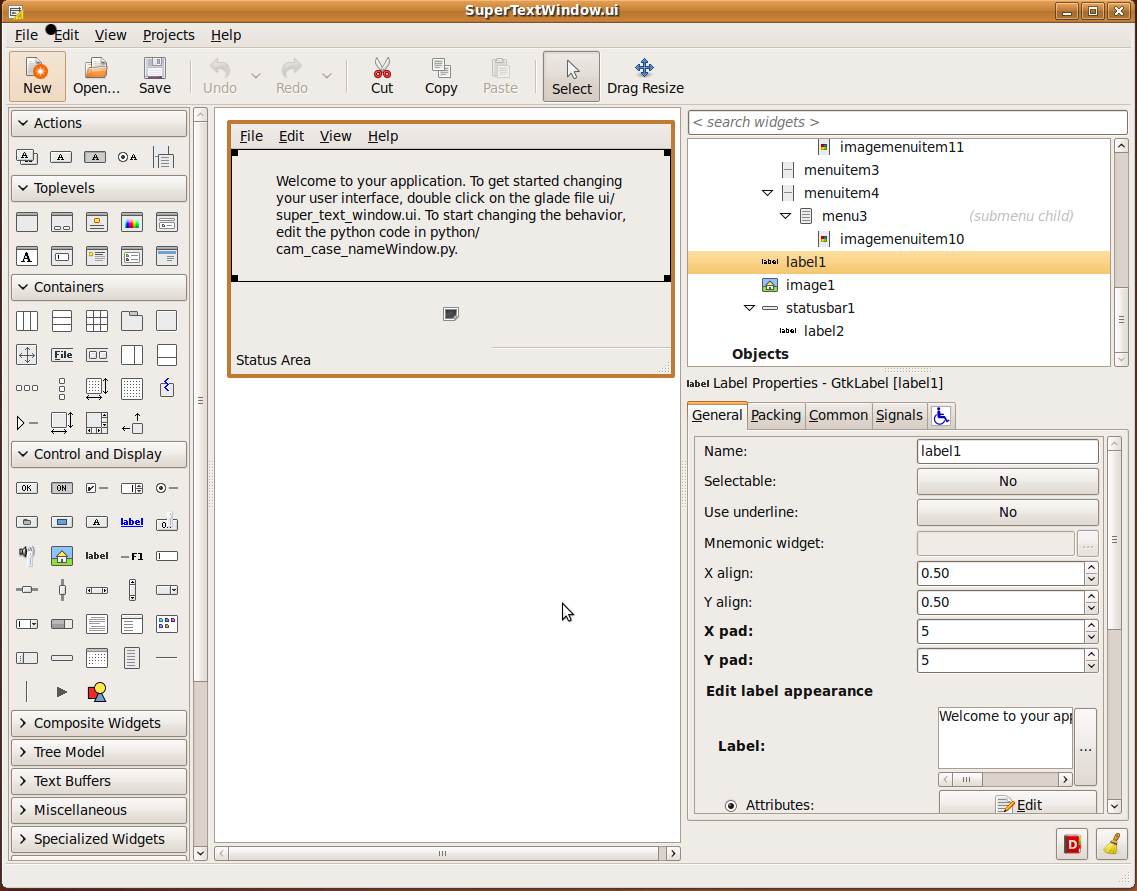 SuperTextWindow.ui
File Edit View Projects Help
New Open... Save Undo Redo Cut Copy Paste Select Drag Resize
Actions
Toplevels
Containers
File
Control and Display
OK ON
label
label F1
Composite Widgets
Tree Model
Text Buffers
Miscellaneous
Specialized Widgets
File Edit View Help
Welcome to your application. To get started changing
your user interface, double click on the glade file ui/
super_text_window.ui. To start changing the behavior,
edit the python code in python/
cam_case_nameWindow.py.
Status Area
< search widgets >
imagemenuitem11
menuitem3
menuitem4
menu3 (submenu child)
imagemenuitem10
label label1
image1
statusbar1
label label2
Objects
label Label Properties - GtkLabel [label1]
General Packing Common Signals
Name: label1
Selectable: No
Use underline: No
Mnemonic widget: ...
X align: 0.50
Y align: 0.50
X pad: 5
Y pad: 5
Edit label appearance
Label: Welcome to your app ...
Attributes: Edit
D